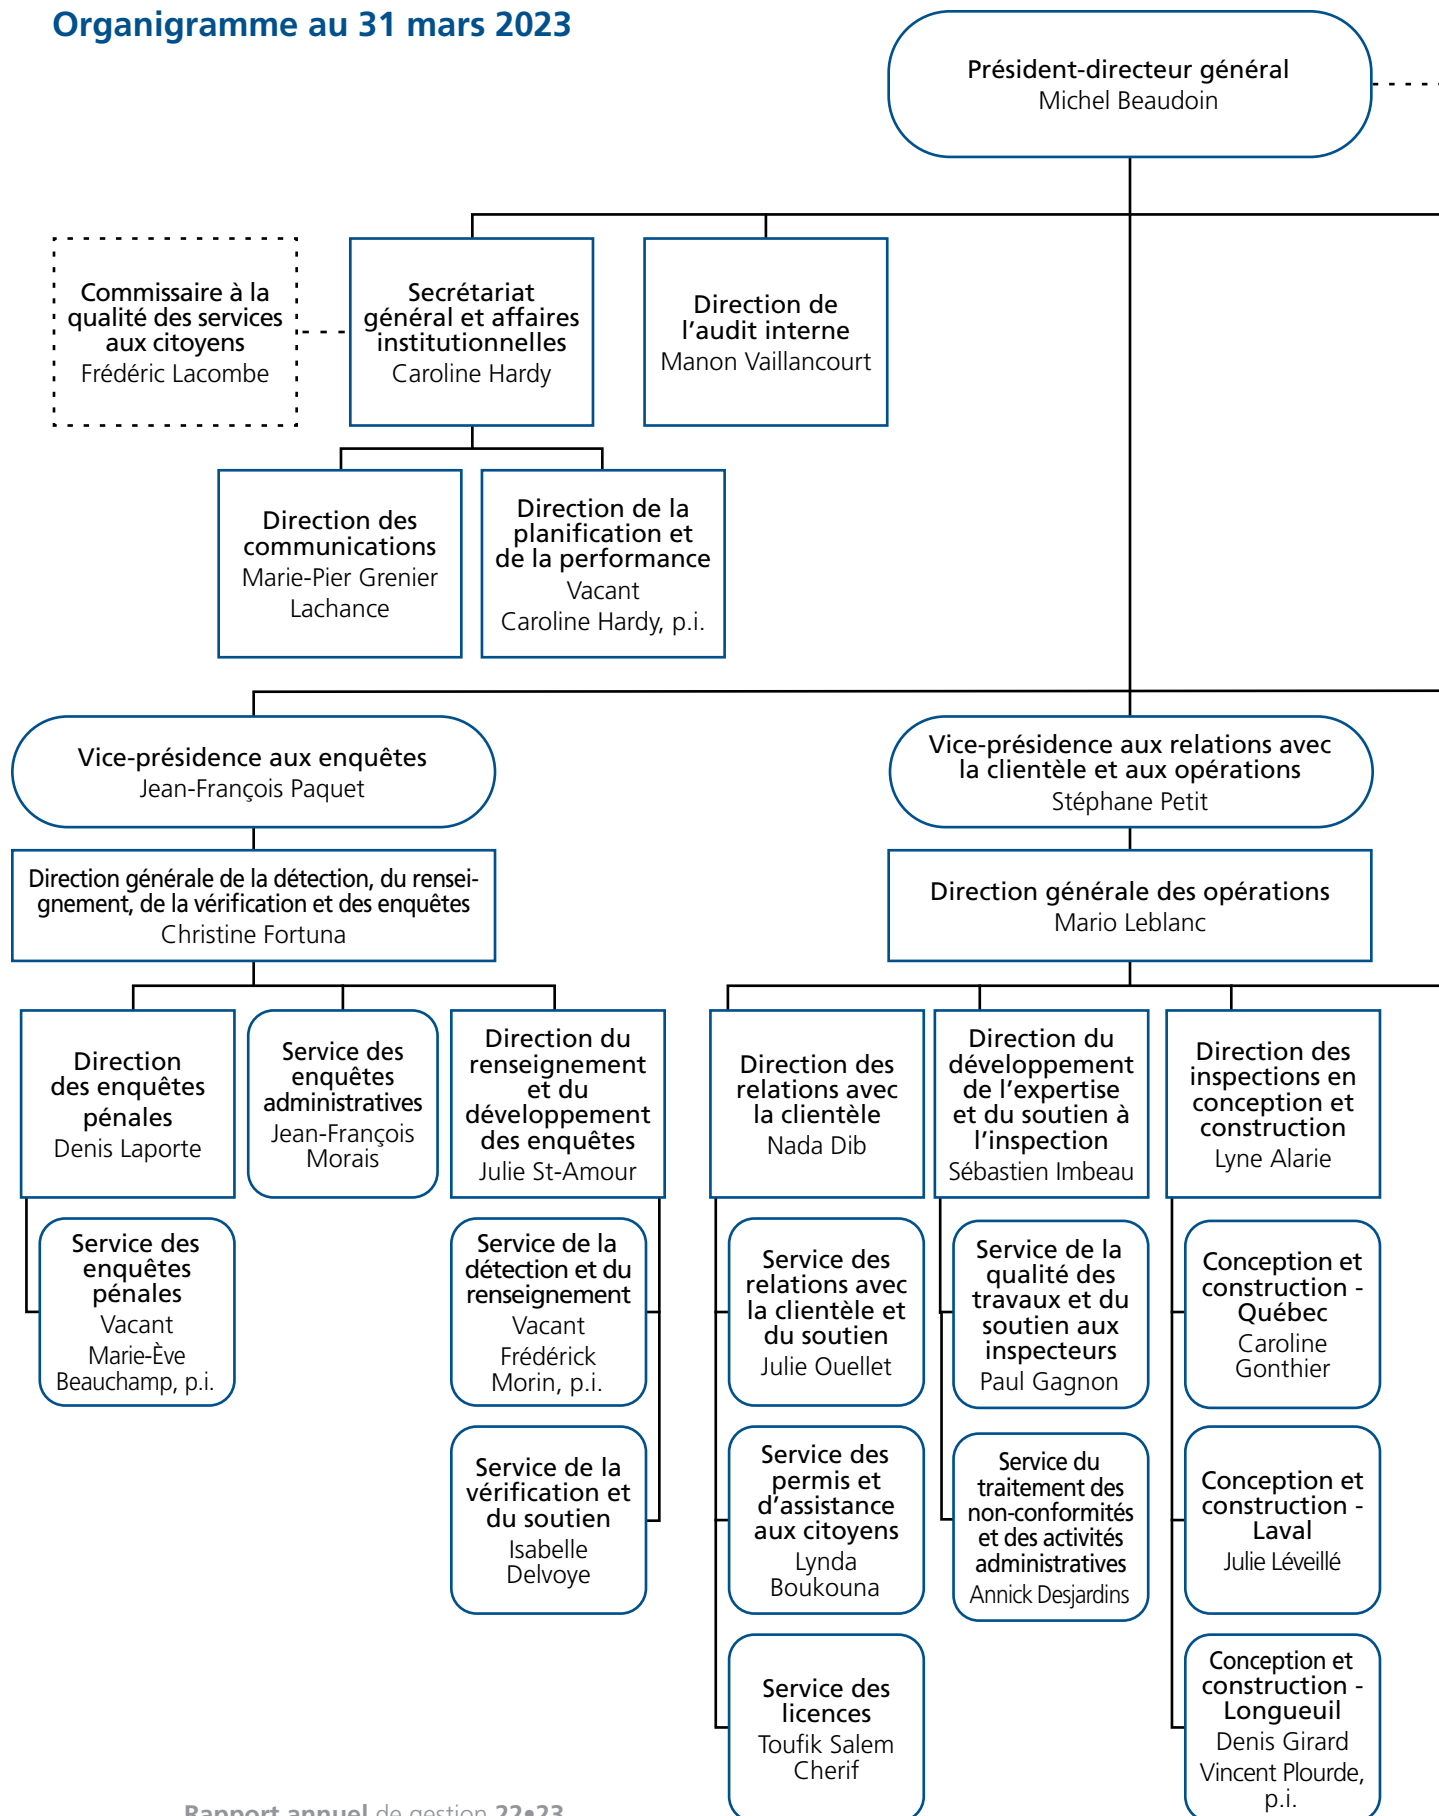 Organigramme au 31 mars 2023
Président-directeur général
Michel Beaudoin
Commissaire à la
qualité des services
aux citoyens
Frédéric Lacombe
Secrétariat
général et affaires
institutionnelles
Caroline Hardy
Direction de
l'audit interne
Manon Vaillancourt
Direction des
communications
Marie-Pier Grenier
Lachance
Direction de la
planification et
de la performance
Vacant
Caroline Hardy, p.i.
Vice-présidence aux enquêtes
Jean-François Paquet
Vice-présidence aux relations avec
la clientèle et aux opérations
Stéphane Petit
Direction générale de la détection, du rensei-
gnement, de la vérification et des enquêtes
Christine Fortuna
Direction générale des opérations
Mario Leblanc
Direction
des enquêtes
pénales
Denis Laporte
Service des
enquêtes
administratives
Jean-François
Morais
Direction du
renseignement
et du
développement
des enquêtes
Julie St-Amour
Direction des
relations avec
la clientèle
Nada Dib
Direction du
développement
de l'expertise
et du soutien à
l'inspection
Sébastien Imbeau
Direction des
inspections en
conception et
construction
Lyne Alarie
Service des
enquêtes
pénales
Vacant
Marie-Ève
Beauchamp, p.i.
Service de la
détection et du
renseignement
Vacant
Frédérick
Morin, p.i.
Service des
relations avec
la clientèle et
du soutien
Julie Ouellet
Service de la
qualité des
travaux et du
soutien aux
inspecteurs
Paul Gagnon
Conception et
construction -
Québec
Caroline
Gonthier
Service de la
vérification et
du soutien
Isabelle
Delvoye
Service des
permis et
d'assistance
aux citoyens
Lynda
Boukouna
Service du
traitement des
non-conformités
et des activités
administratives
Annick Desjardins
Conception et
construction -
Laval
Julie Léveillé
Service des
licences
Toufik Salem
Cherif
Conception et
construction -
Longueuil
Denis Girard
Vincent Plourde,
p.i.
Rapport annuel de gestion 22•23